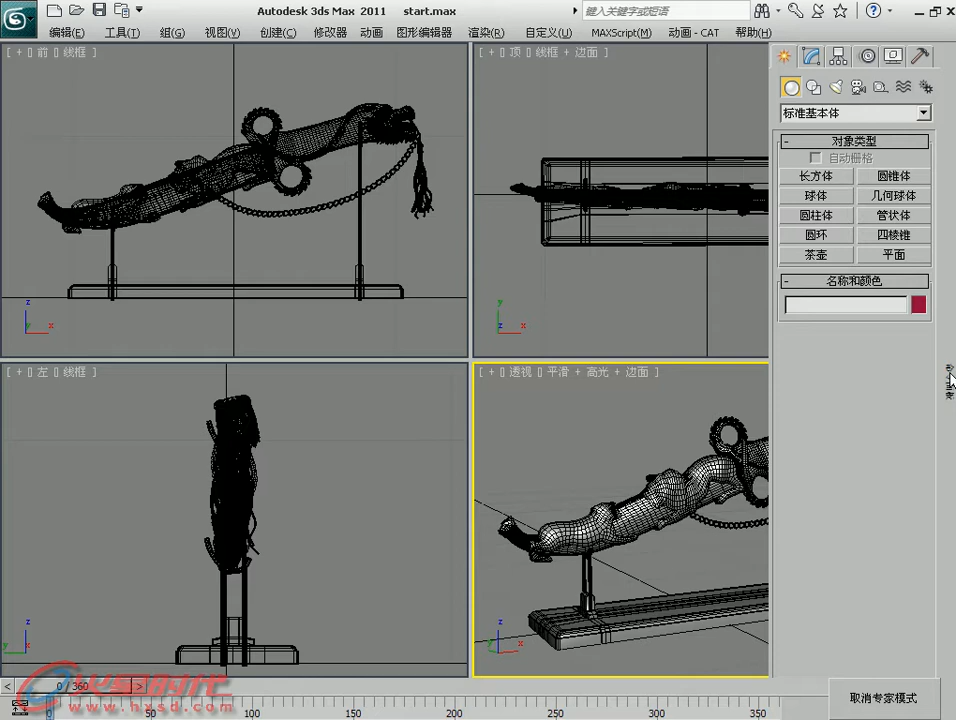 Autodesk 3ds Max 2011 start.max
键入关键字或短语
编辑(E) 工具(T) 组(G) 视图(V) 创建(C) 修改器 动画 图形编辑器 渲染(R) 自定义(U) MAXScript(M) 动画 - CAT 帮助(H)
[ + [] 前 [] 线框 ]
[ + [] 顶 [] 线框 + 边面 ]
标准基本体
- 对象类型
自动栅格
长方体 圆锥体
球体 几何球体
圆柱体 管状体
圆环 四棱锥
茶壶 平面
- 名称和颜色
z
y x
y
z x
[ + [] 左 [] 线框 ]
[ + [] 透视 [] 平滑 + 高光 + 边面 ]
z
y x
z
x
< 0 / 360 >
火星时代
www.hxsd.com
取消专家模式
0 50 100 150 200 250 300 350